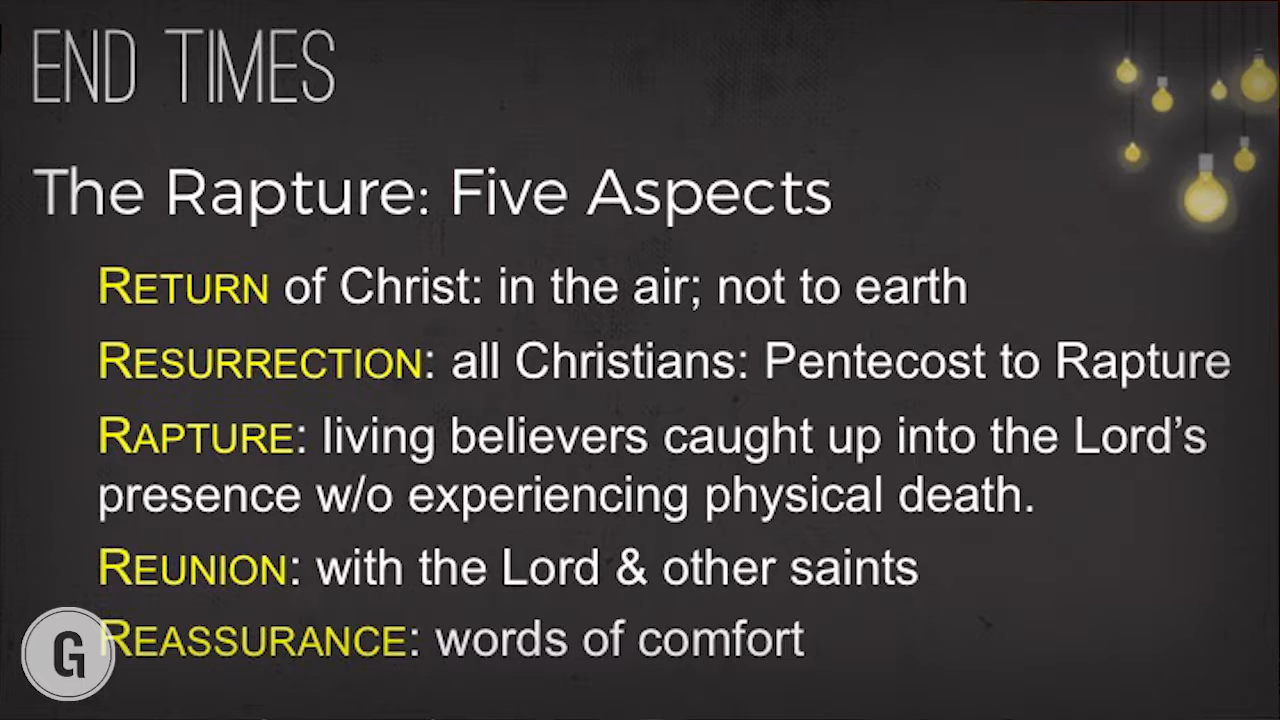 END TIMES
The Rapture: Five Aspects
RETURN of Christ: in the air; not to earth
RESURRECTION: all Christians: Pentecost to Rapture
RAPTURE: living believers caught up into the Lord’s
presence w/o experiencing physical death.
REUNION: with the Lord & other saints
REASSURANCE: words of comfort
G